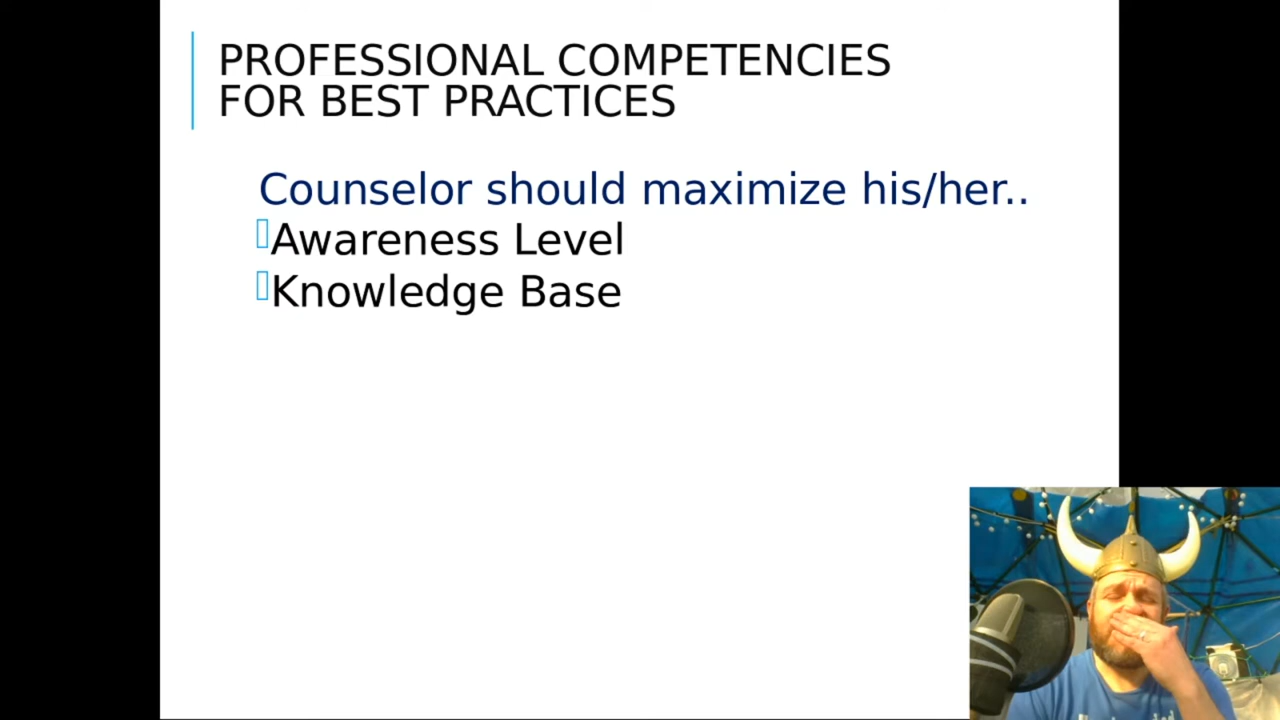 PROFESSIONAL COMPETENCIES
FOR BEST PRACTICES
Counselor should maximize his/her..
Awareness Level
Knowledge Base